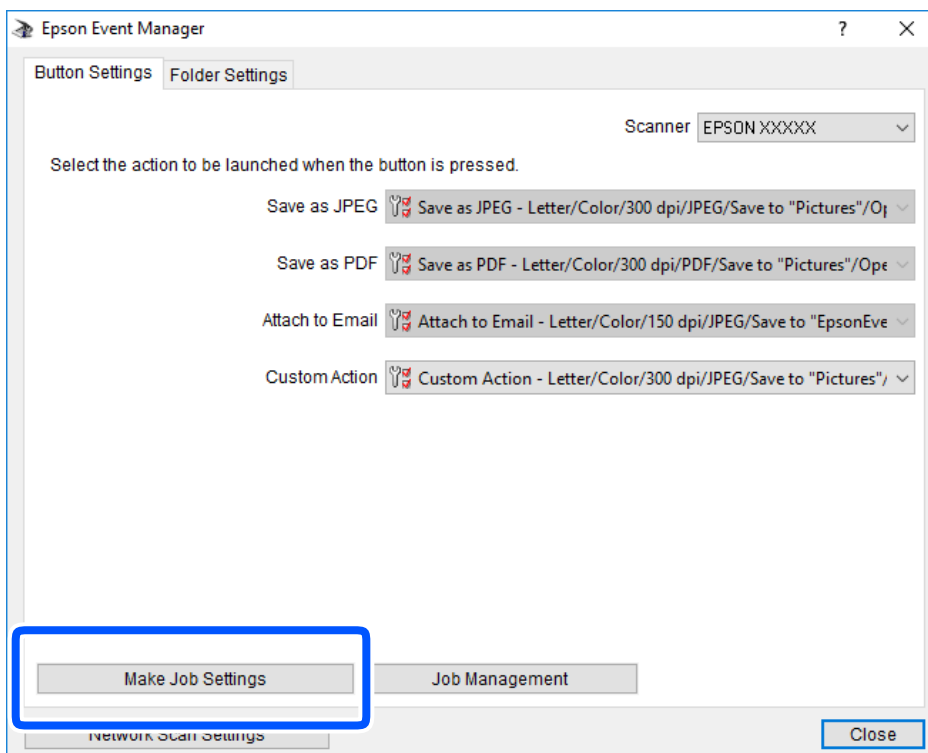 Epson Event Manager
Button Settings Folder Settings
Scanner EPSON XXXXX
Select the action to be launched when the button is pressed.
Save as JPEG Save as JPEG - Letter/Color/300 dpi/JPEG/Save to "Pictures"/Op
Save as PDF Save as PDF - Letter/Color/300 dpi/PDF/Save to "Pictures"/Ope
Attach to Email Attach to Email - Letter/Color/150 dpi/JPEG/Save to "EpsonEve
Custom Action Custom Action - Letter/Color/300 dpi/JPEG/Save to "Pictures"/
Make Job Settings Job Management
Network Scan Settings Close